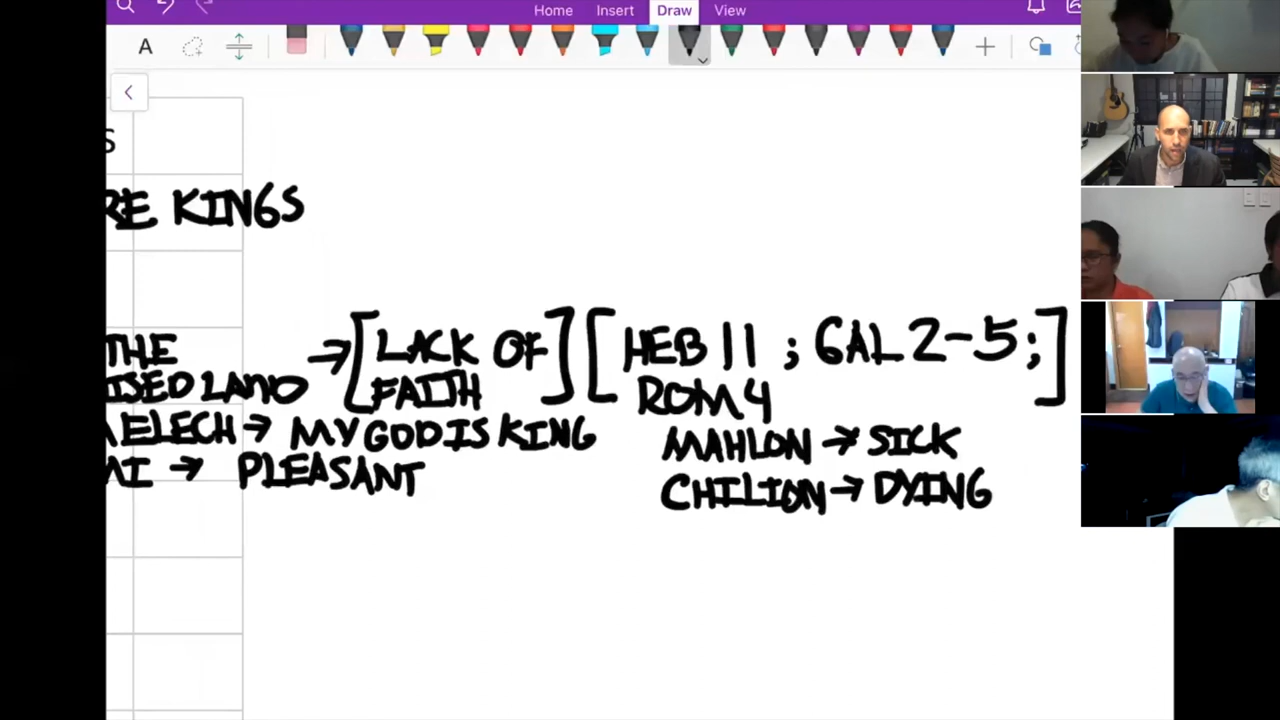 Home Insert Draw View
A
S
RE KINGS
THE → [LACK OF] [HEB 11 ; GAL 2-5;]
ISED LAND FAITH ROM 4
ELECH → MY GOD IS KING MAHLON → SICK
MI → PLEASANT CHILION → DYING